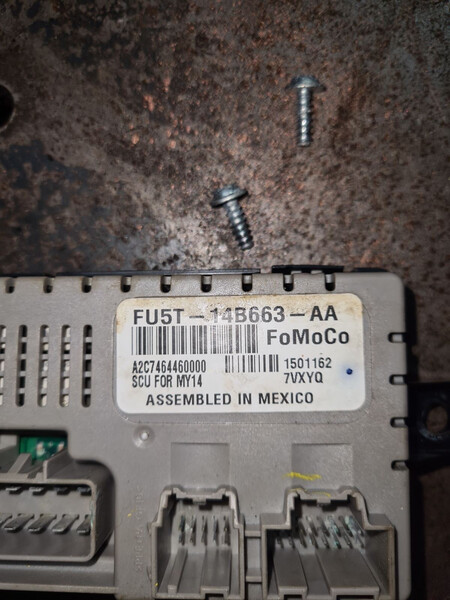 FU5T-14B663-AA
FoMoCo
A2C7464460000
1501162
SCU FOR MY14
7VXYQ
ASSEMBLED IN MEXICO